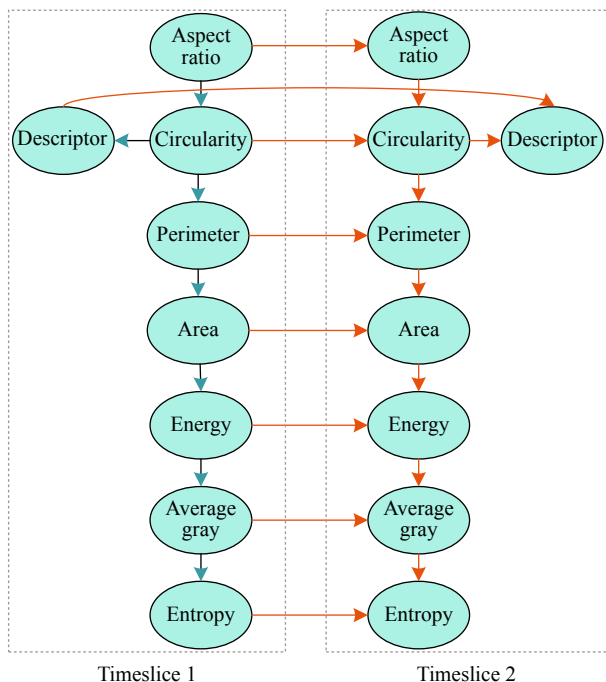 Aspect
ratio
Aspect
ratio
Descriptor
Circularity
Circularity
Descriptor
Perimeter
Perimeter
Area
Area
Energy
Energy
Average
gray
Average
gray
Entropy
Entropy
Timeslice 1
Timeslice 2